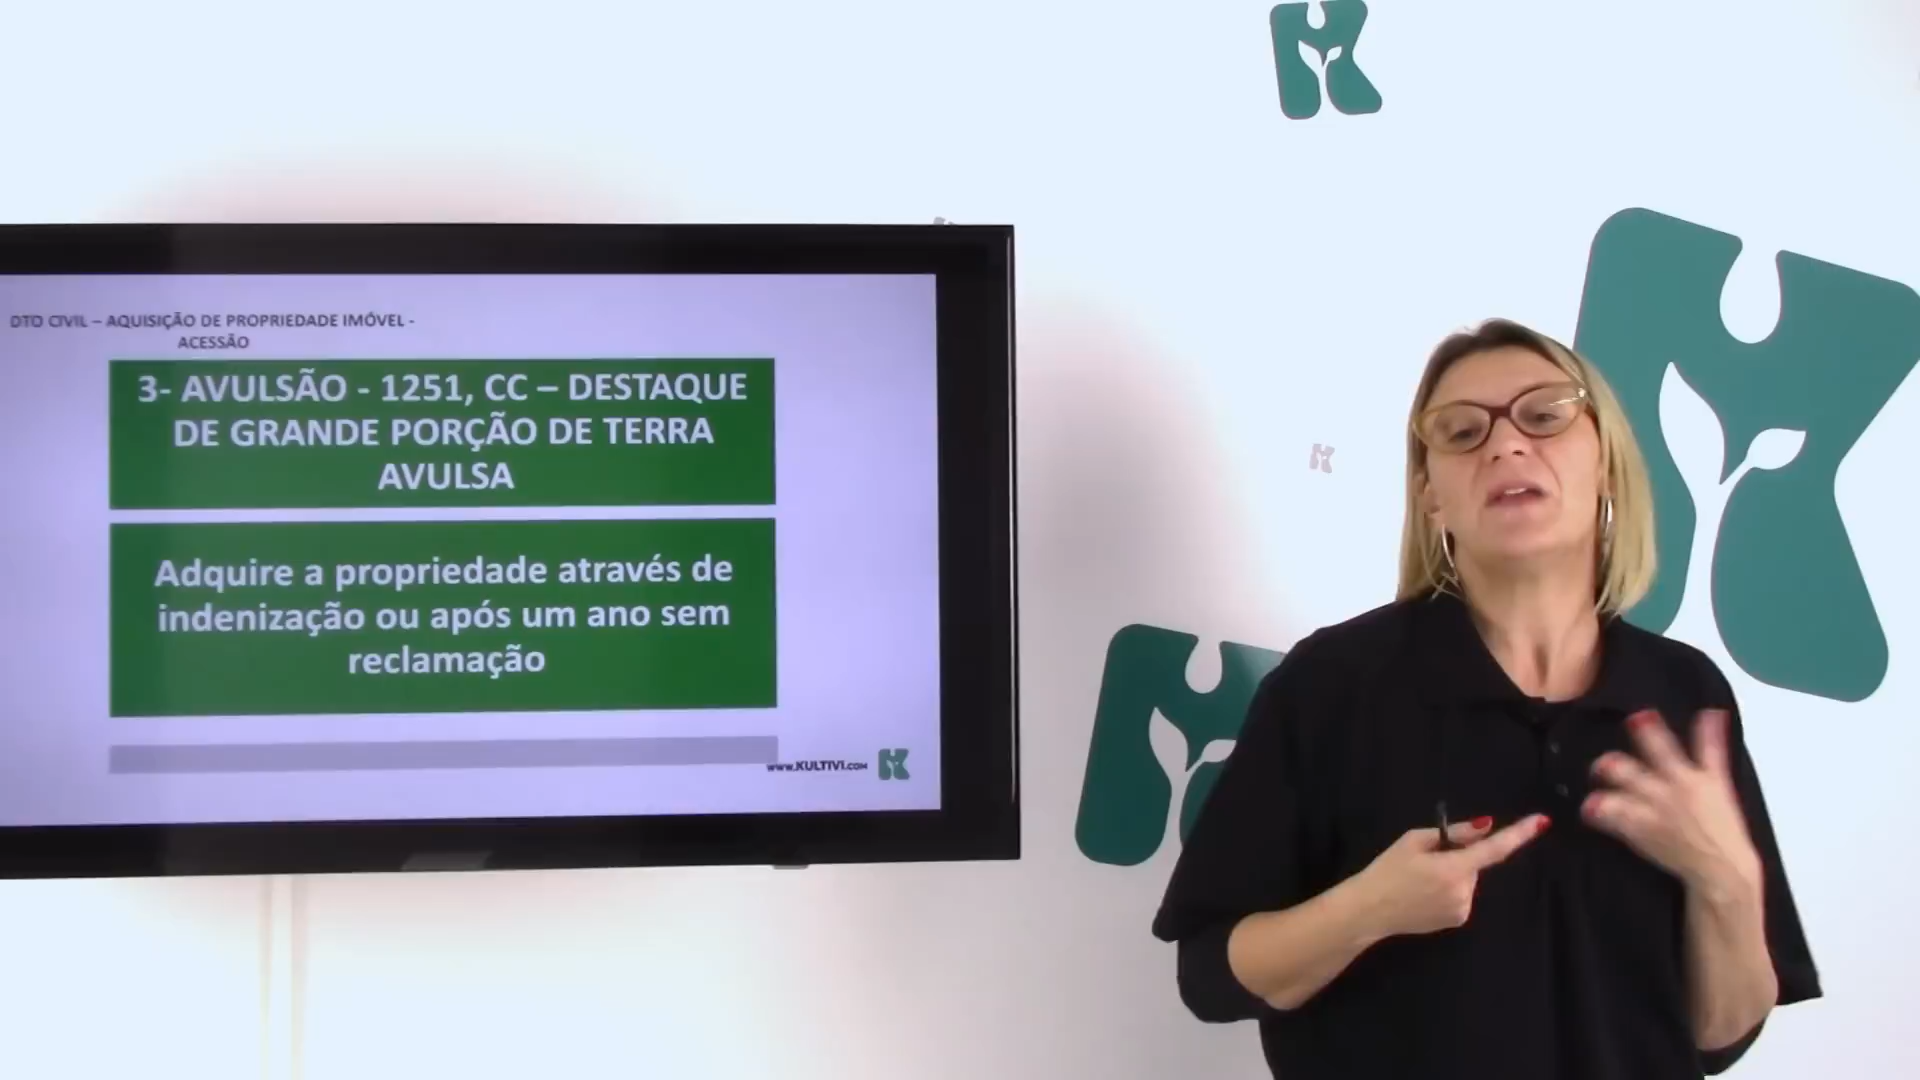 DTO CIVIL – AQUISIÇÃO DE PROPRIEDADE IMÓVEL -
ACESSÃO
3- AVULSÃO - 1251, CC – DESTAQUE
DE GRANDE PORÇÃO DE TERRA
AVULSA
Adquire a propriedade através de
indenização ou após um ano sem
reclamação
WWW.KULTIVI.COM